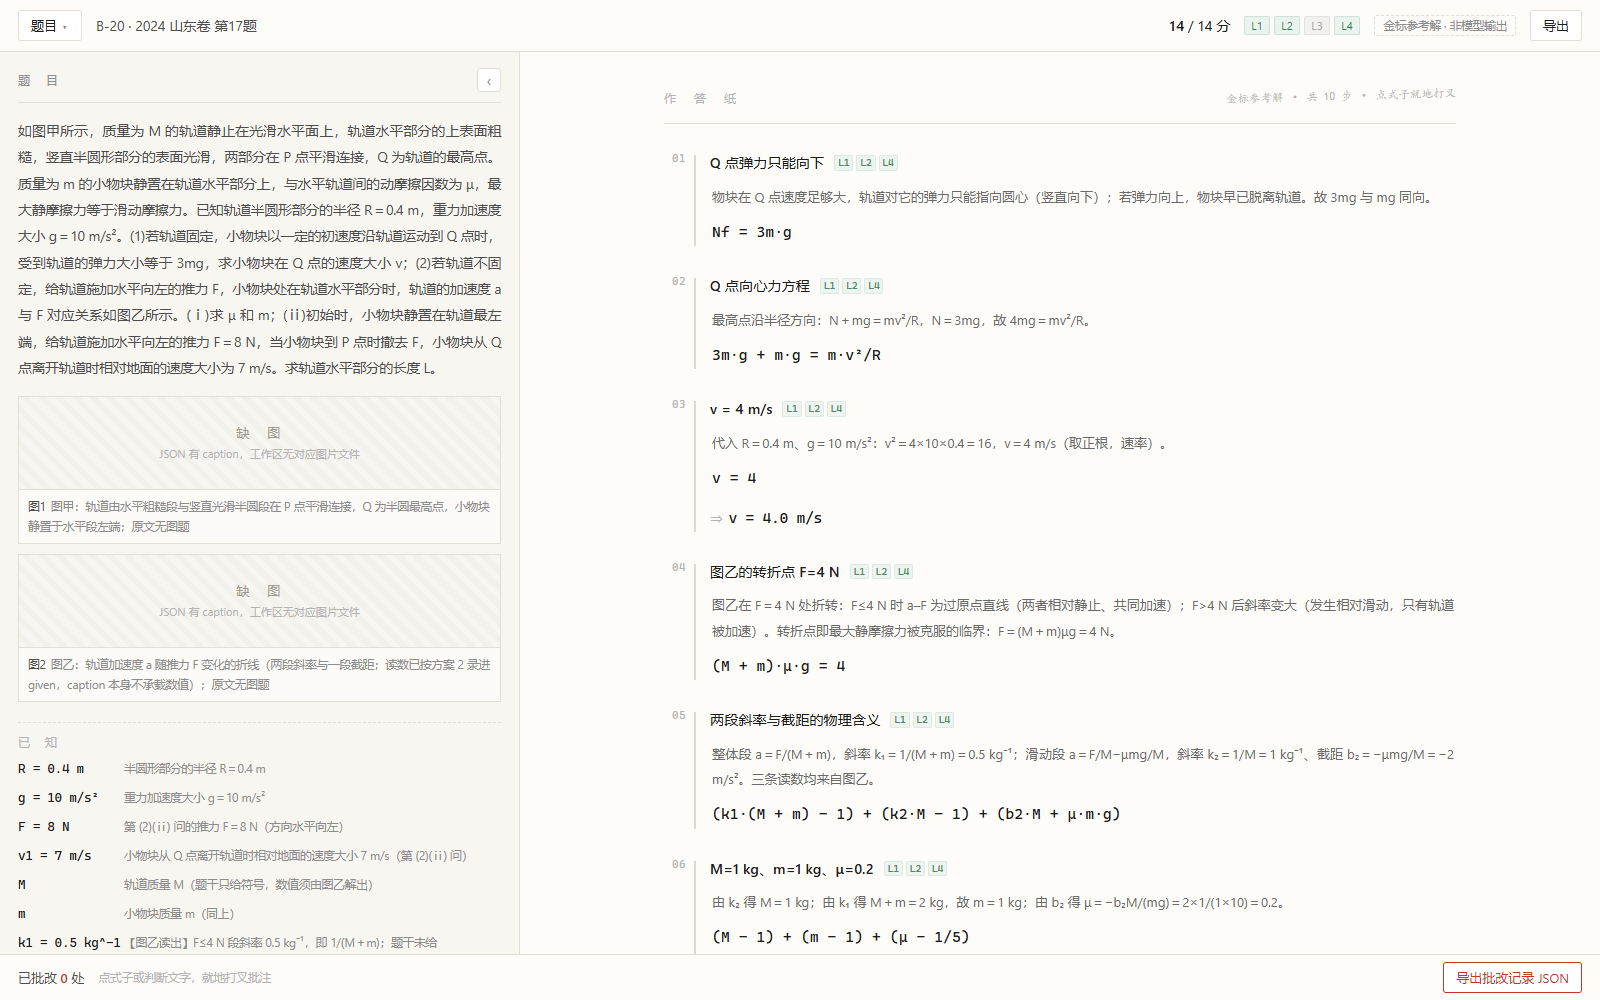 题目 ▾ B-20 · 2024 山东卷 第17题 14 / 14 分 L1 L2 L3 L4 金标参考解 · 非模型输出 导出
题 目 ‹
如图甲所示，质量为 M 的轨道静止在光滑水平面上，轨道水平部分的上表面粗
糙，竖直半圆形部分的表面光滑，两部分在 P 点平滑连接，Q 为轨道的最高点。
质量为 m 的小物块静置在轨道水平部分上，与水平轨道间的动摩擦因数为 μ，最
大静摩擦力等于滑动摩擦力。已知轨道半圆形部分的半径 R＝0.4 m，重力加速度
大小 g＝10 m/s²。(1)若轨道固定，小物块以一定的初速度沿轨道运动到 Q 点时，
受到轨道的弹力大小等于 3mg，求小物块在 Q 点的速度大小 v；(2)若轨道不固
定，给轨道施加水平向左的推力 F，小物块处在轨道水平部分时，轨道的加速度 a
与 F 对应关系如图乙所示。(ⅰ)求 μ 和 m；(ⅱ)初始时，小物块静置在轨道最左
端，给轨道施加水平向左的推力 F＝8 N，当小物块到 P 点时撤去 F，小物块从 Q
点离开轨道时相对地面的速度大小为 7 m/s。求轨道水平部分的长度 L。
缺 图
JSON 有 caption，工作区无对应图片文件
图1 图甲：轨道由水平粗糙段与竖直光滑半圆段在 P 点平滑连接，Q 为半圆最高点，小物块
静置于水平段左端；原文无图题
缺 图
JSON 有 caption，工作区无对应图片文件
图2 图乙：轨道加速度 a 随推力 F 变化的折线（两段斜率与一段截距；读数已按方案 2 录进
given，caption 本身不承载数值）；原文无图题
已 知
R = 0.4 m 半圆形部分的半径 R＝0.4 m
g = 10 m/s² 重力加速度大小 g＝10 m/s²
F = 8 N 第 (2)(ⅱ) 问的推力 F＝8 N（方向水平向左）
v1 = 7 m/s 小物块从 Q 点离开轨道时相对地面的速度大小 7 m/s（第 (2)(ⅱ) 问）
M 轨道质量 M（题干只给符号，数值须由图乙解出）
m 小物块质量 m（同上）
k1 = 0.5 kg^-1 【图乙读出】F≤4 N 段斜率 0.5 kg⁻¹，即 1/(M＋m)；题干未给
作 答 纸 金标参考解 · 共 10 步 · 点式子就地打叉
01 Q 点弹力只能向下 L1 L2 L4
物块在 Q 点速度足够大，轨道对它的弹力只能指向圆心（竖直向下）；若弹力向上，物块早已脱离轨道。故 3mg 与 mg 同向。
Nf = 3m·g
02 Q 点向心力方程 L1 L2 L4
最高点沿半径方向：N＋mg＝mv²/R，N＝3mg，故 4mg＝mv²/R。
3m·g + m·g = m·v²/R
03 v = 4 m/s L1 L2 L4
代入 R＝0.4 m、g＝10 m/s²：v²＝4×10×0.4＝16，v＝4 m/s（取正根，速率）。
v = 4
⇒ v = 4.0 m/s
04 图乙的转折点 F=4 N L1 L2 L4
图乙在 F＝4 N 处折转：F≤4 N 时 a–F 为过原点直线（两者相对静止、共同加速）；F>4 N 后斜率变大（发生相对滑动，只有轨道
被加速）。转折点即最大静摩擦力被克服的临界：F＝(M＋m)μg＝4 N。
(M + m)·μ·g = 4
05 两段斜率与截距的物理含义 L1 L2 L4
整体段 a＝F/(M＋m)，斜率 k₁＝1/(M＋m)＝0.5 kg⁻¹；滑动段 a＝F/M−μmg/M，斜率 k₂＝1/M＝1 kg⁻¹、截距 b₂＝−μmg/M＝−2
m/s²。三条读数均来自图乙。
(k1·(M + m) − 1) + (k2·M − 1) + (b2·M + μ·m·g)
06 M=1 kg、m=1 kg、μ=0.2 L1 L2 L4
由 k₂ 得 M＝1 kg；由 k₁ 得 M＋m＝2 kg，故 m＝1 kg；由 b₂ 得 μ＝−b₂M/(mg)＝2×1/(1×10)＝0.2。
(M − 1) + (m − 1) + (μ − 1/5)
已批改 0 处 点式子或判断文字，就地打叉批注 导出批改记录 JSON